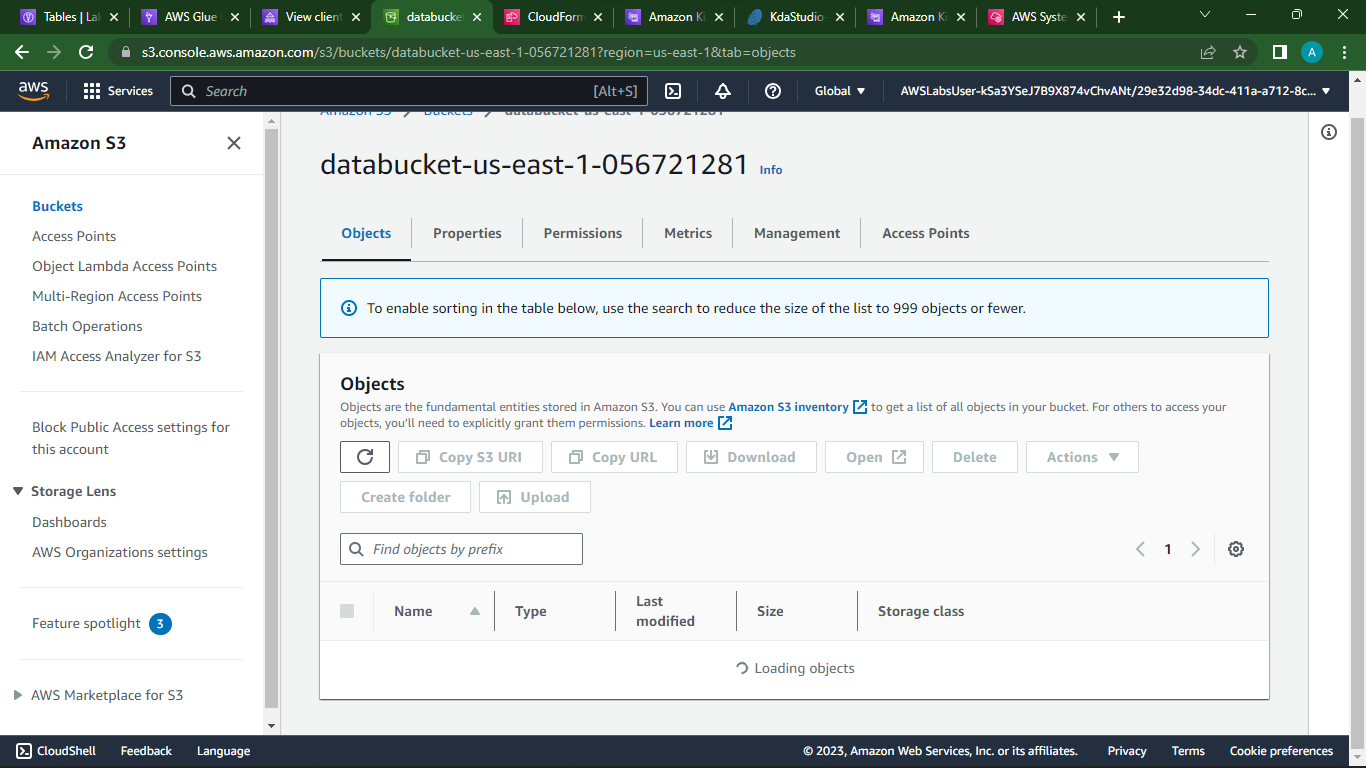 Tables | La
AWS Glue
View client
databucke
CloudForm
Amazon Ki
KdaStudio
Amazon Ki
AWS Syste
s3.console.aws.amazon.com/s3/buckets/databucket-us-east-1-056721281?region=us-east-1&tab=objects
A
aws
Services
Search
[Alt+S]
Global
AWSLabsUser-kSa3YSeJ7B9X874vChvANt/29e32d98-34dc-411a-a712-8c...
Amazon S3
Buckets
Access Points
Object Lambda Access Points
Multi-Region Access Points
Batch Operations
IAM Access Analyzer for S3
Block Public Access settings for
this account
Storage Lens
Dashboards
AWS Organizations settings
Feature spotlight 3
AWS Marketplace for S3
Amazon S3 > Buckets > databucket-us-east-1-056721281
databucket-us-east-1-056721281 Info
Objects
Properties
Permissions
Metrics
Management
Access Points
To enable sorting in the table below, use the search to reduce the size of the list to 999 objects or fewer.
Objects
Objects are the fundamental entities stored in Amazon S3. You can use Amazon S3 inventory to get a list of all objects in your bucket. For others to access your
objects, you'll need to explicitly grant them permissions. Learn more
Copy S3 URI
Copy URL
Download
Open
Delete
Actions
Create folder
Upload
Find objects by prefix
1
Name
Type
Last
modified
Size
Storage class
Loading objects
CloudShell
Feedback
Language
© 2023, Amazon Web Services, Inc. or its affiliates.
Privacy
Terms
Cookie preferences